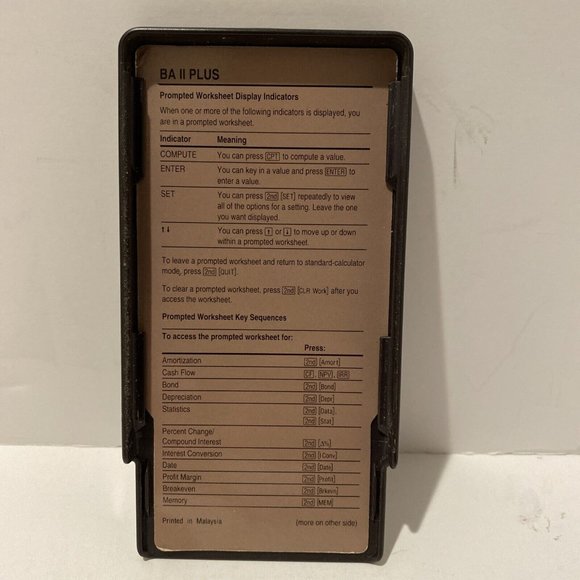 BA II PLUS
Prompted Worksheet Display Indicators
When one or more of the following indicators is displayed, you
are in a prompted worksheet.
Indicator Meaning
COMPUTE You can press [CPT] to compute a value.
ENTER You can key in a value and press [ENTER] to
enter a value.
SET You can press [2nd] [SET] repeatedly to view
all of the options for a setting. Leave the one
you want displayed.
↑↓ You can press [↑] or [↓] to move up or down
within a prompted worksheet.
To leave a prompted worksheet and return to standard-calculator
mode, press [2nd] [QUIT].
To clear a prompted worksheet, press [2nd] [CLR Work] after you
access the worksheet.
Prompted Worksheet Key Sequences
To access the prompted worksheet for:
Press:
Amortization [2nd] [Amort]
Cash Flow [CF], [NPV], [IRR]
Bond [2nd] [Bond]
Depreciation [2nd] [Depr]
Statistics [2nd] [Data],
[2nd] [Stat]
Percent Change/
Compound Interest [2nd] [Δ%]
Interest Conversion [2nd] [I Conv]
Date [2nd] [Date]
Profit Margin [2nd] [Profit]
Breakeven [2nd] [Brkevn]
Memory [2nd] [MEM]
Printed in Malaysia (more on other side)